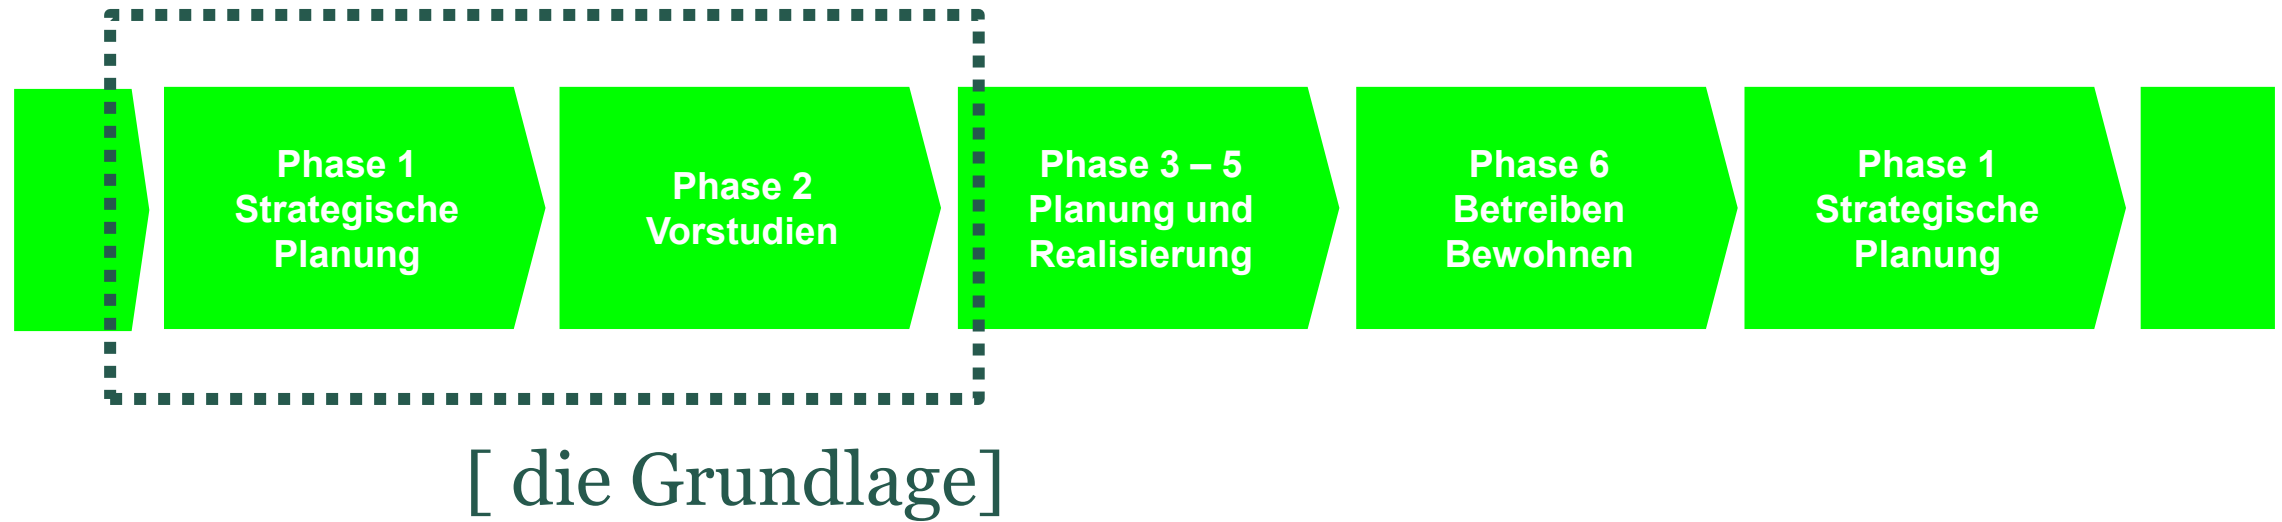 Phase 1
Strategische
Planung
Phase 2
Vorstudien
Phase 3 – 5
Planung und
Realisierung
Phase 6
Betreiben
Bewohnen
Phase 1
Strategische
Planung
[ die Grundlage]